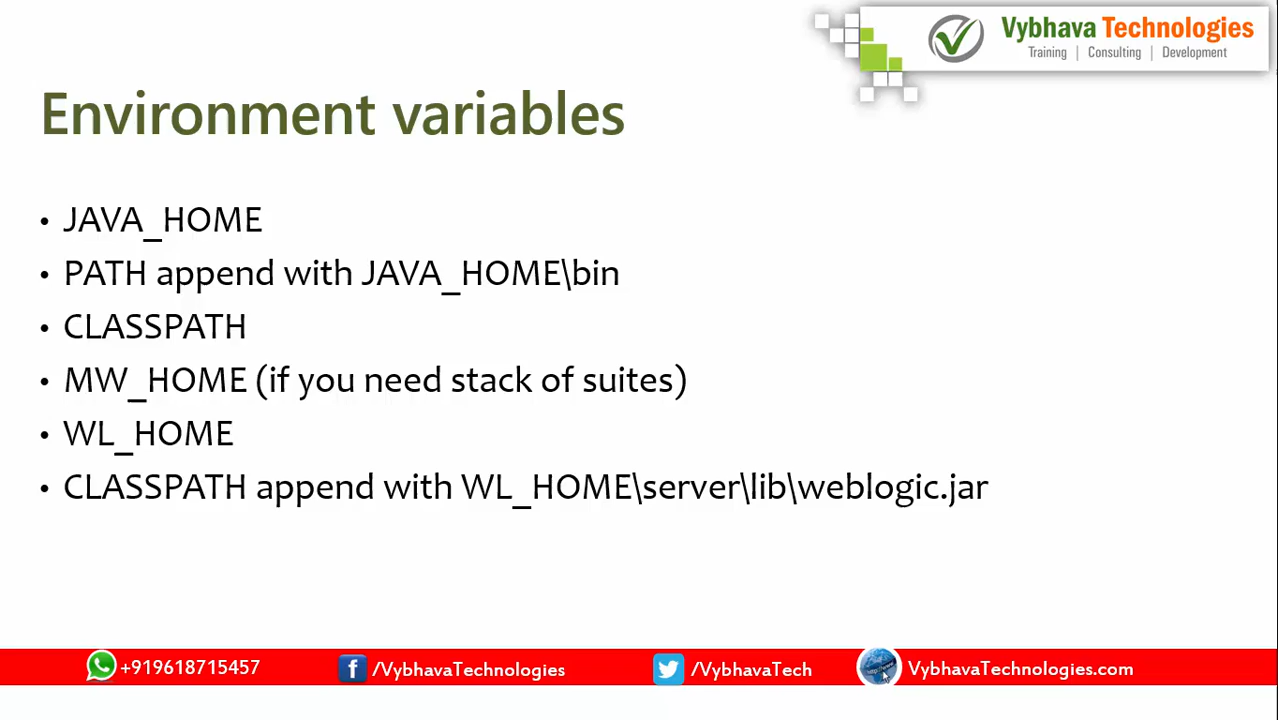 Vybhava Technologies
Training | Consulting | Development
Environment variables
• JAVA_HOME
• PATH append with JAVA_HOME\bin
• CLASSPATH
• MW_HOME (if you need stack of suites)
• WL_HOME
• CLASSPATH append with WL_HOME\server\lib\weblogic.jar
+919618715457 /VybhavaTechnologies /VybhavaTech VybhavaTechnologies.com